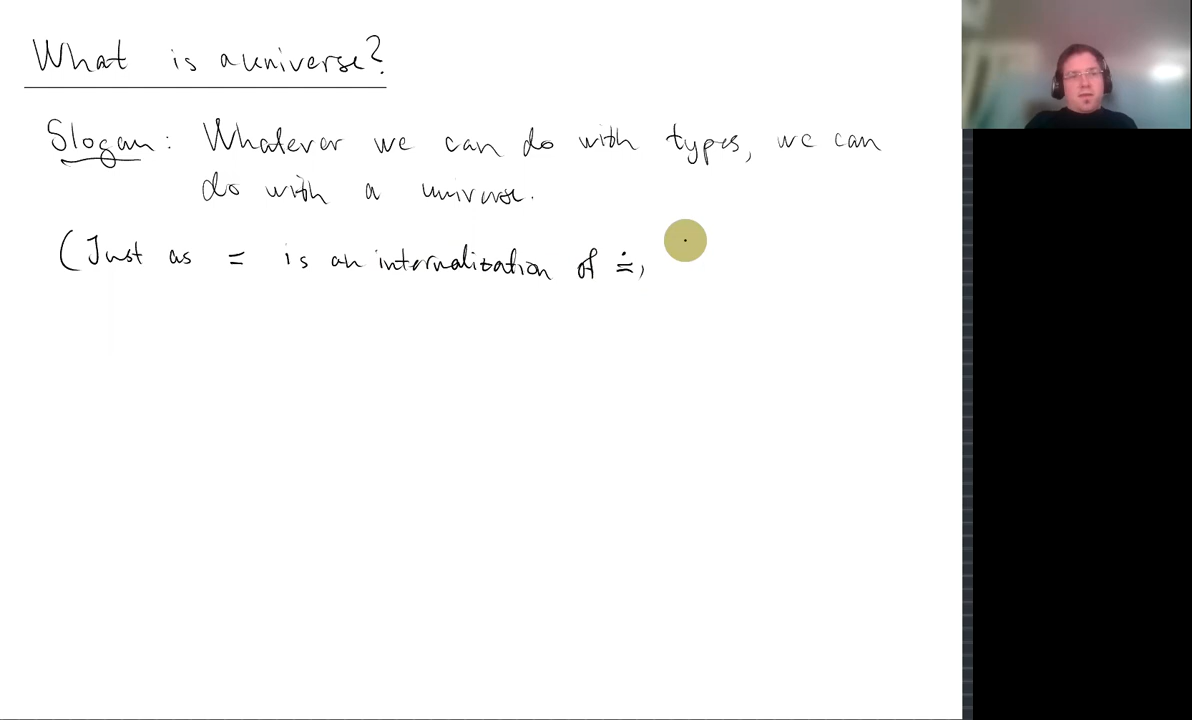 What is a universe?
Slogan: Whatever we can do with types, we can
do with a universe.
(Just as = is an internalization of ≐,